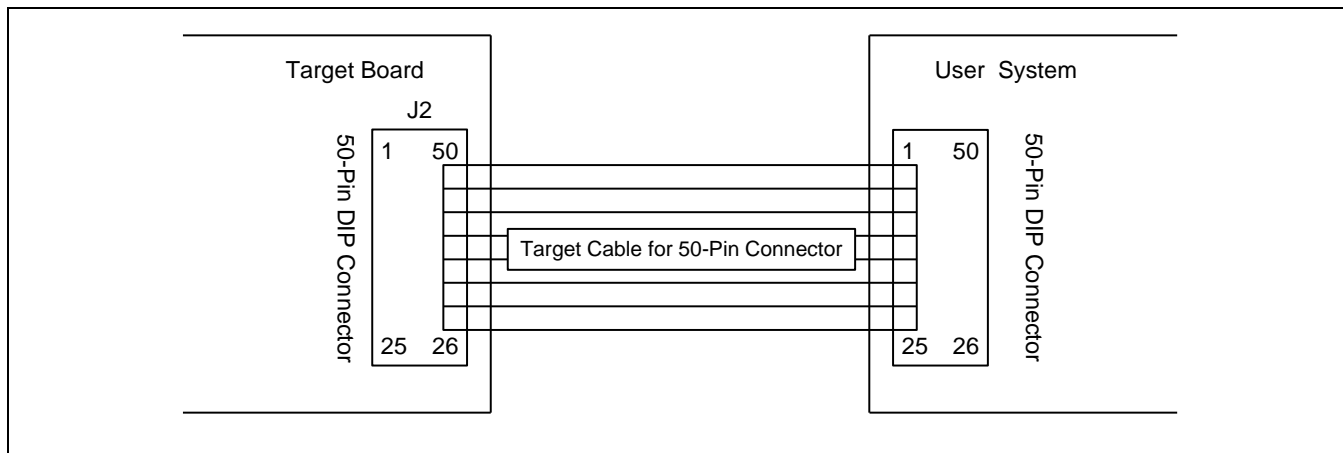 Target Board
User System
J2
50-Pin DIP Connector
1 50
25 26
Target Cable for 50-Pin Connector
1 50
25 26
50-Pin DIP Connector